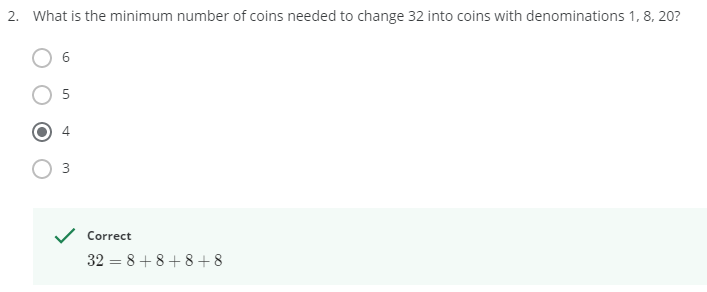 2. What is the minimum number of coins needed to change 32 into coins with denominations 1, 8, 20?
6
5
4
3
Correct
32 = 8 + 8 + 8 + 8